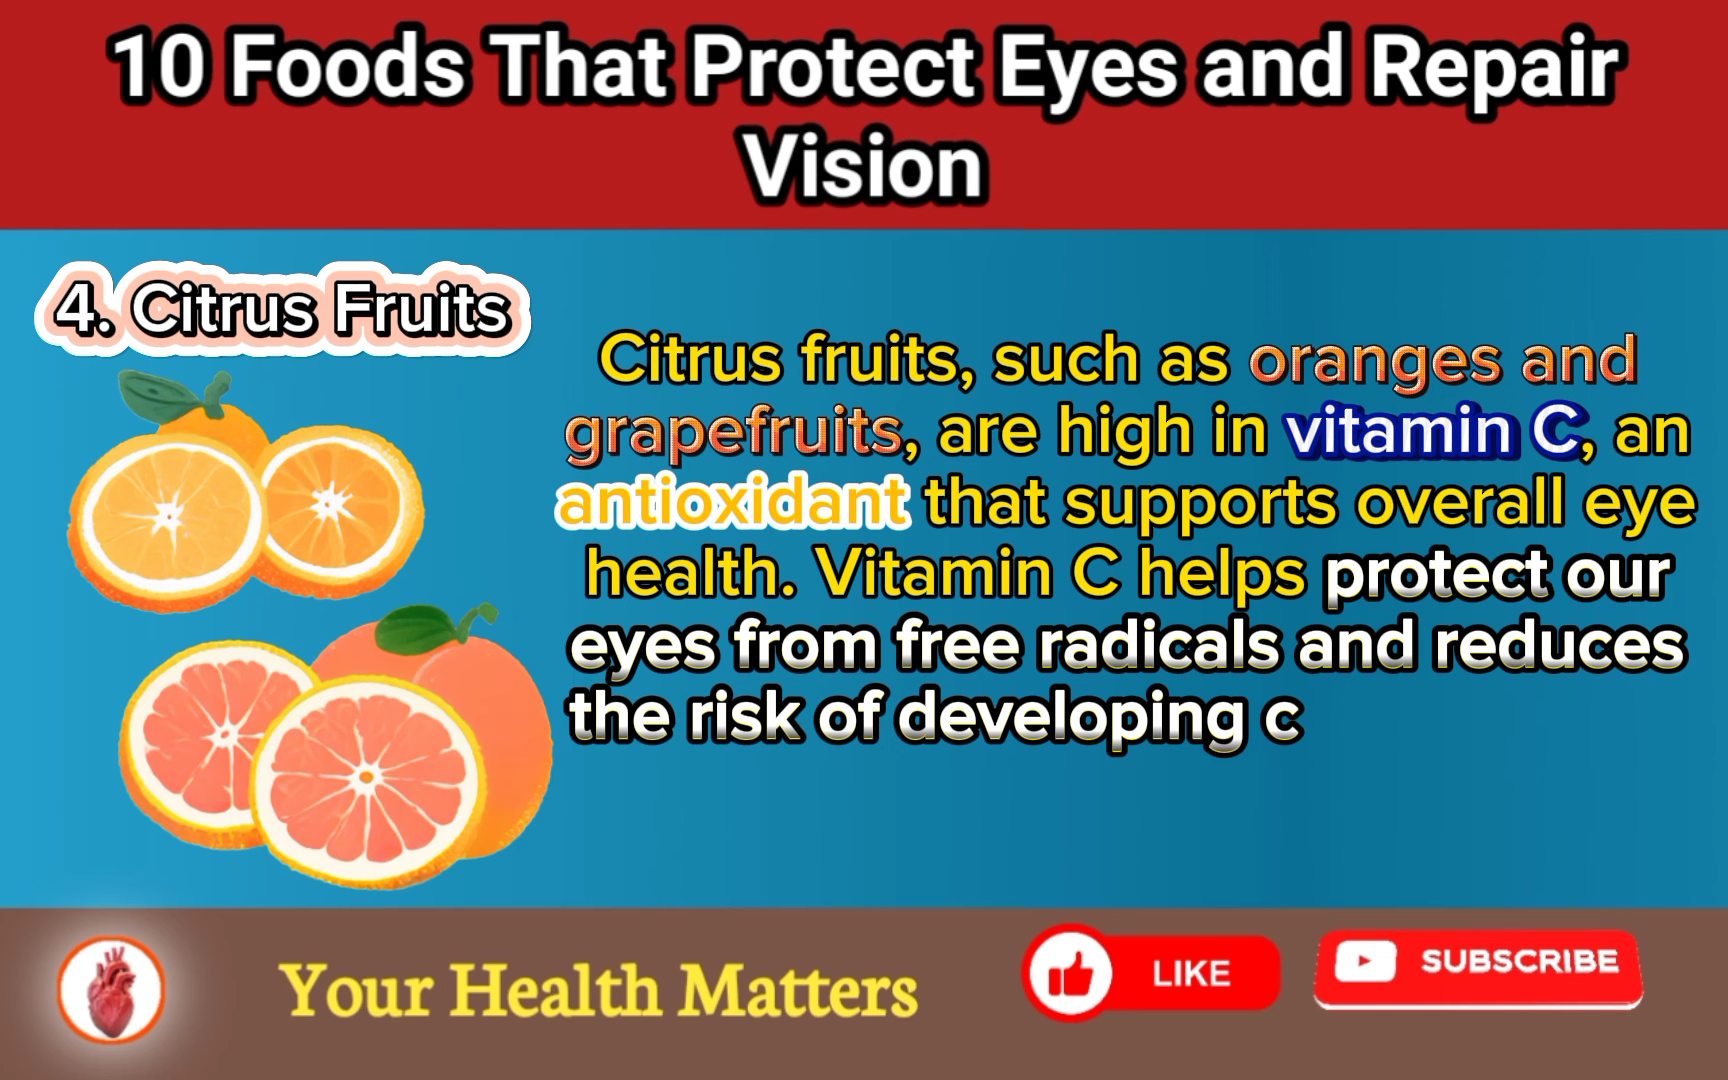 10 Foods That Protect Eyes and Repair
Vision
4. Citrus Fruits
Citrus fruits, such as oranges and
grapefruits, are high in vitamin C, an
antioxidant that supports overall eye
health. Vitamin C helps protect our
eyes from free radicals and reduces
the risk of developing c
Your Health Matters
LIKE
SUBSCRIBE